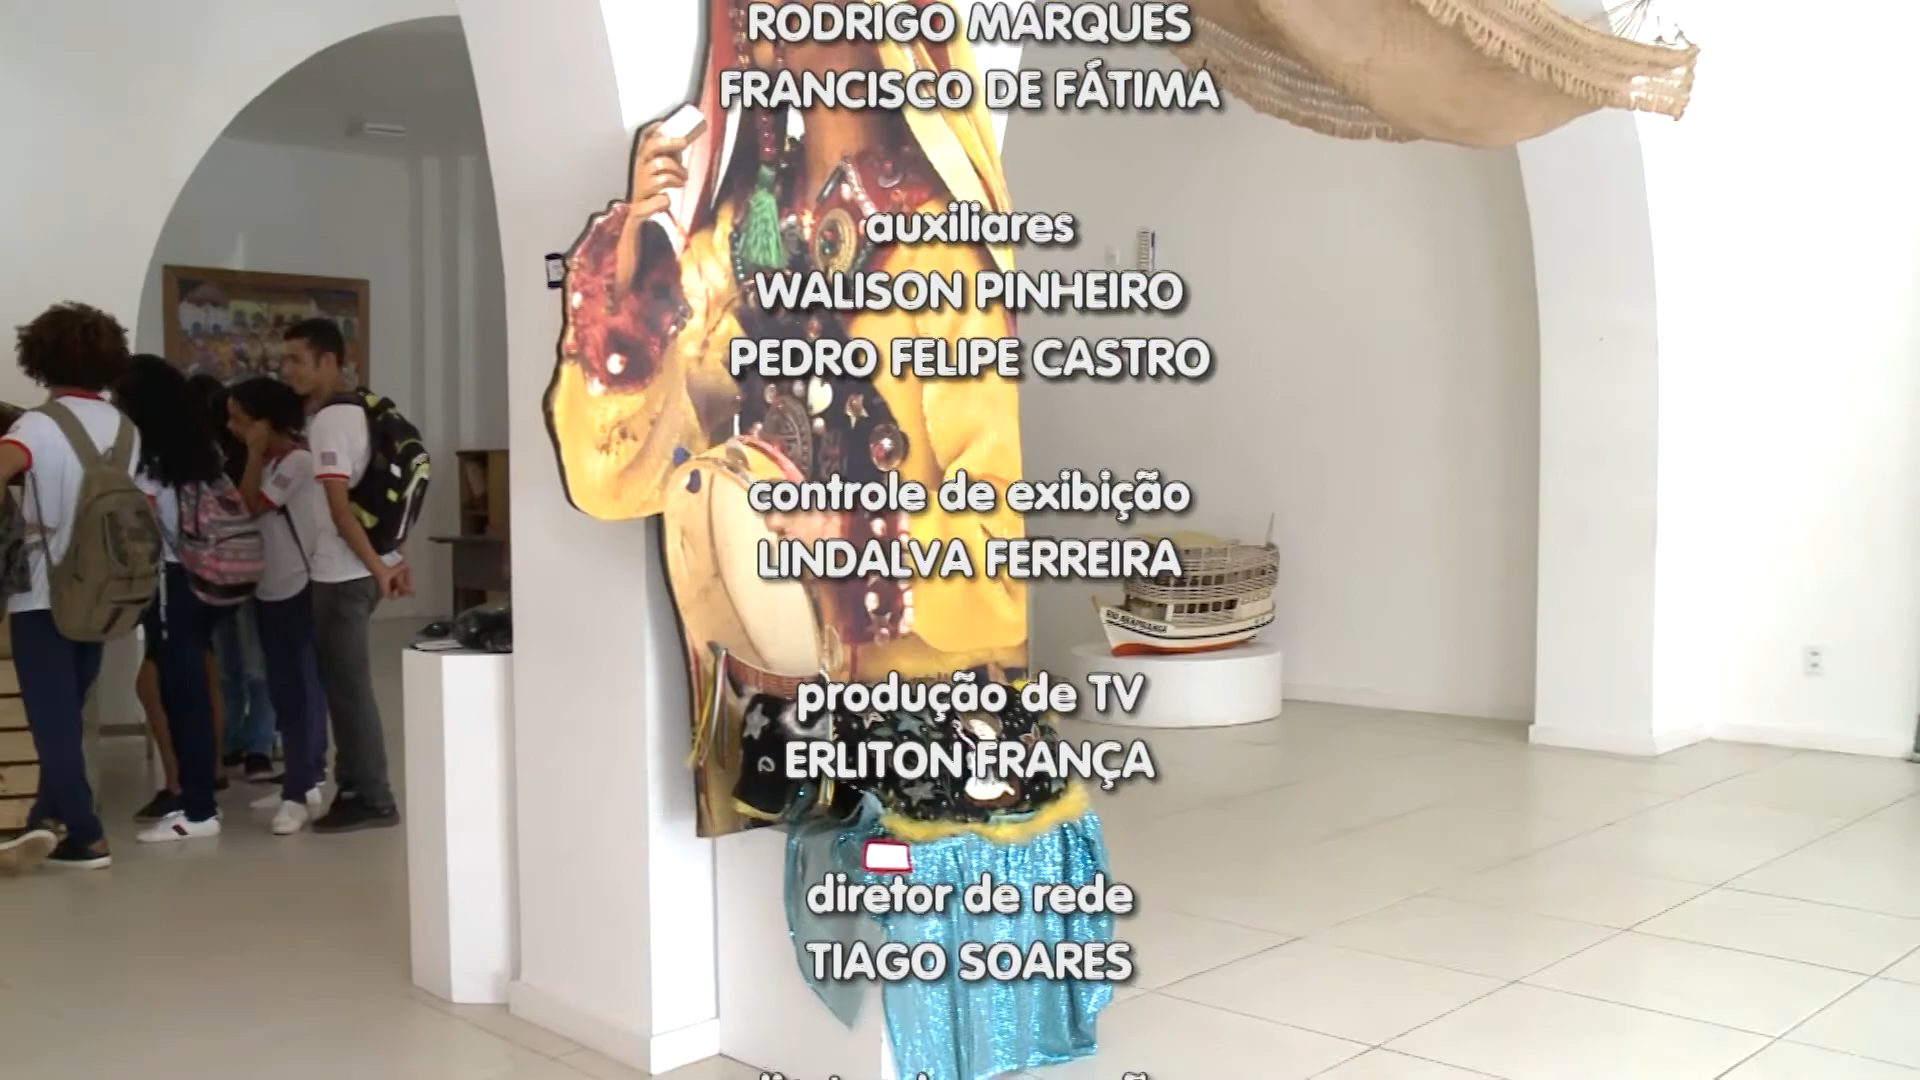 RODRIGO MARQUES
FRANCISCO DE FÁTIMA
auxiliares
WALISON PINHEIRO
PEDRO FELIPE CASTRO
controle de exibição
LINDALVA FERREIRA
produção de TV
ERLITON FRANÇA
diretor de rede
TIAGO SOARES